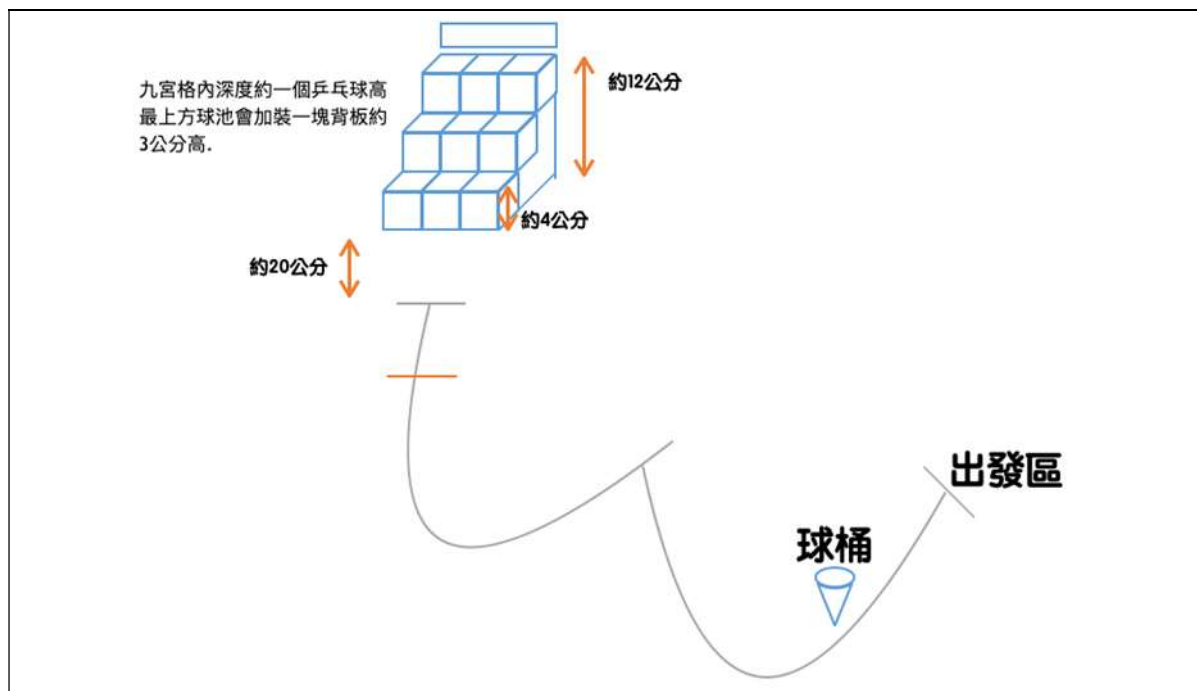 九宮格內深度約一個乒乓球高
最上方球池會加裝一塊背板約
3公分高.
約12公分
約4公分
約20公分
出發區
球桶